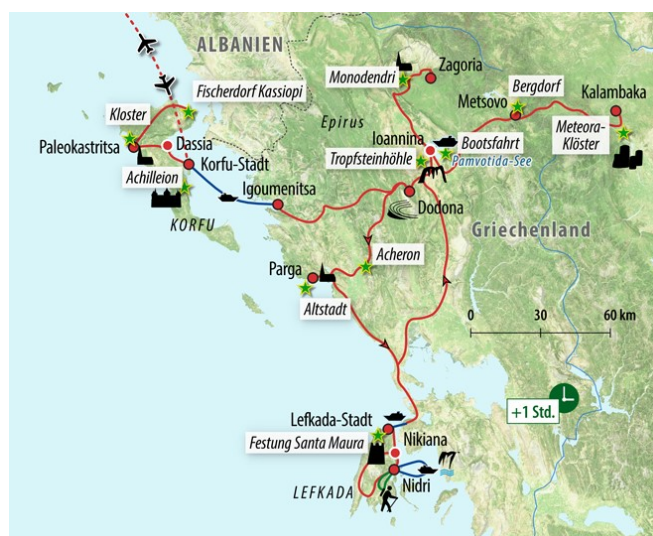 ALBANIEN
Zagoria
Monodendri
Fischerdorf Kassiopi
Bergdorf
Kalambaka
Metsovo
Kloster
Epirus
Ioannina
Bootsfahrt
Meteora-
Klöster
Paleokastritsa
Dassia
Tropfsteinhöhle
Pamvotida-See
Korfu-Stadt
Achilleion
Igoumenitsa
Dodona
KORFU
Griechenland
Acheron
Parga
Altstadt
0 30 60 km
+1 Std.
Lefkada-Stadt
Nikiana
Festung Santa Maura
LEFKADA
Nidri